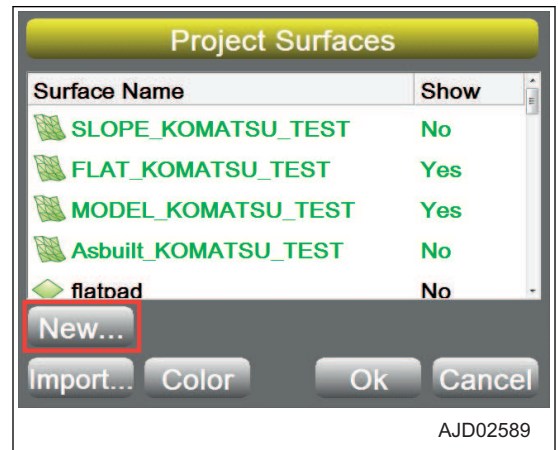 Project Surfaces
Surface Name Show
SLOPE_KOMATSU_TEST No
FLAT_KOMATSU_TEST Yes
MODEL_KOMATSU_TEST Yes
Asbuilt_KOMATSU_TEST No
flatpad No
New...
Import... Color Ok Cancel
AJD02589